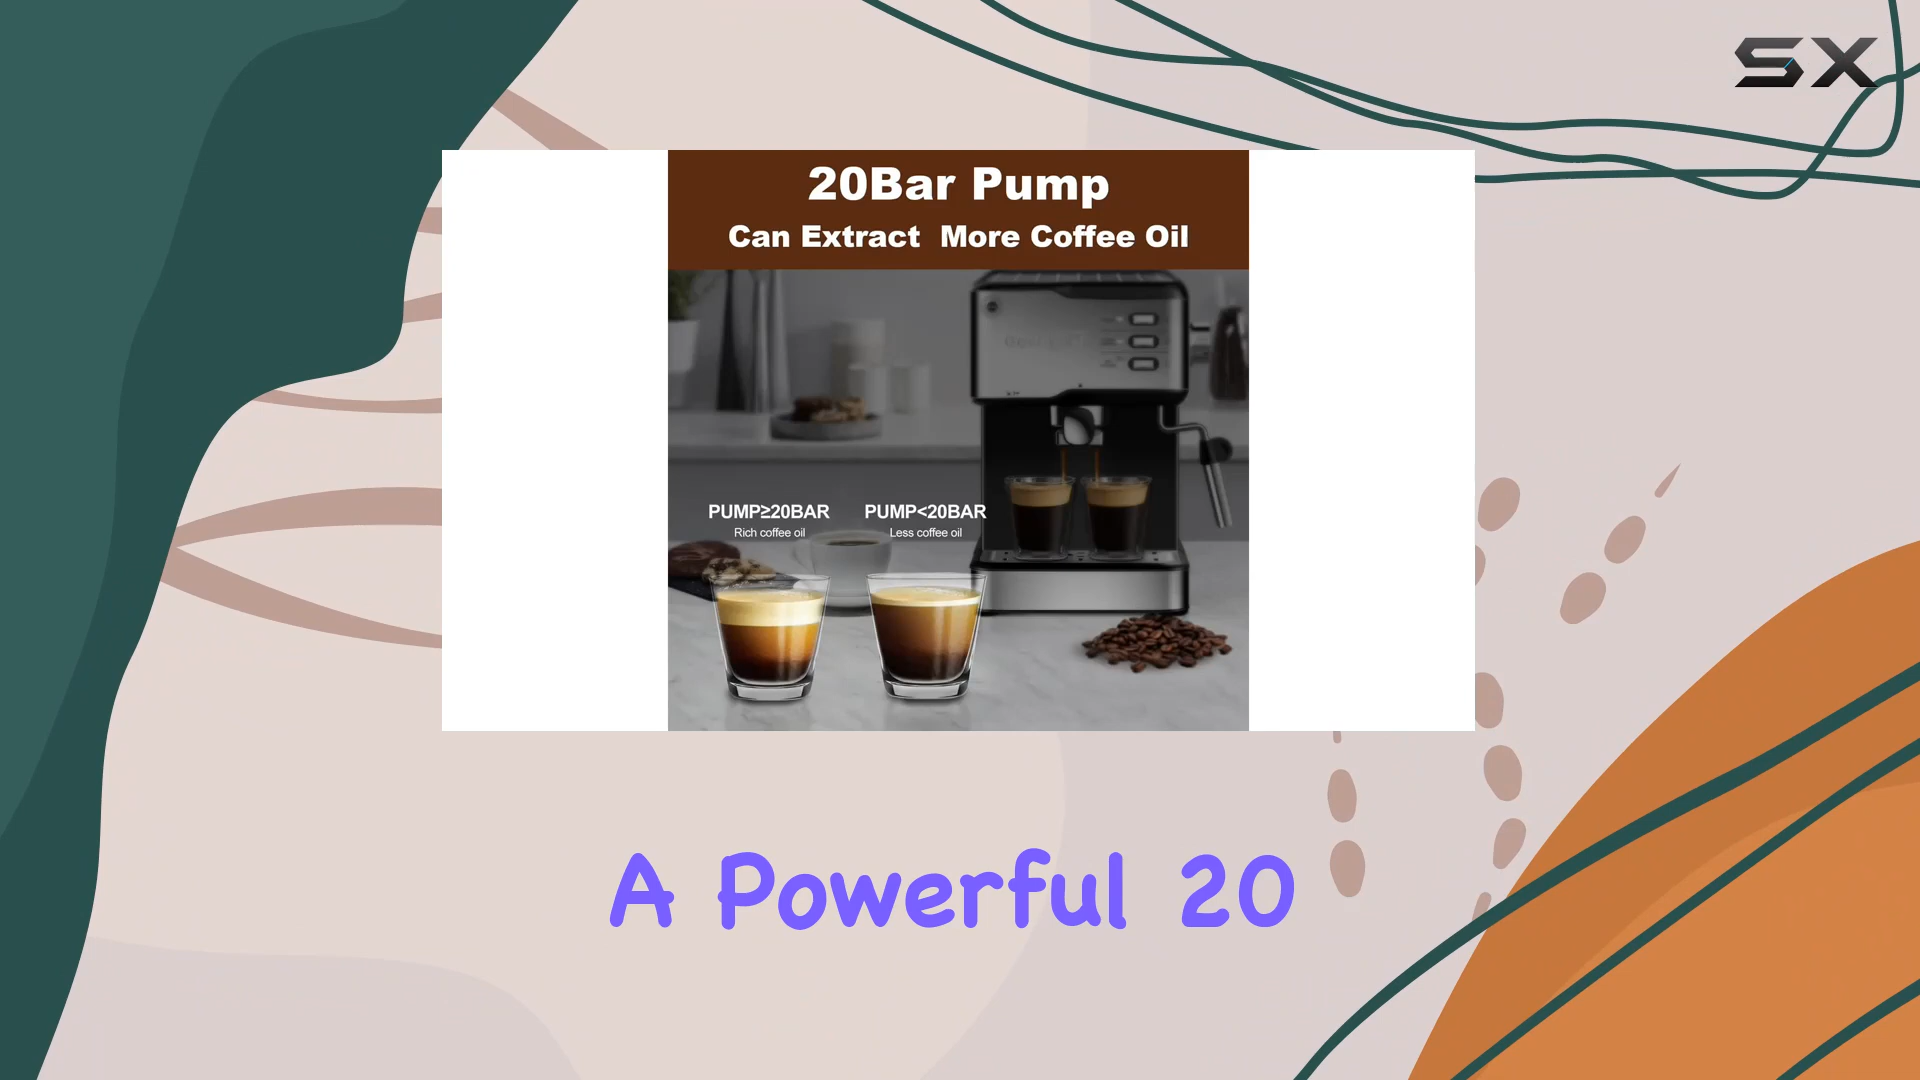 SX
20Bar Pump
Can Extract More Coffee Oil
PUMP≥20BAR
Rich coffee oil
PUMP<20BAR
Less coffee oil
A Powerful 20